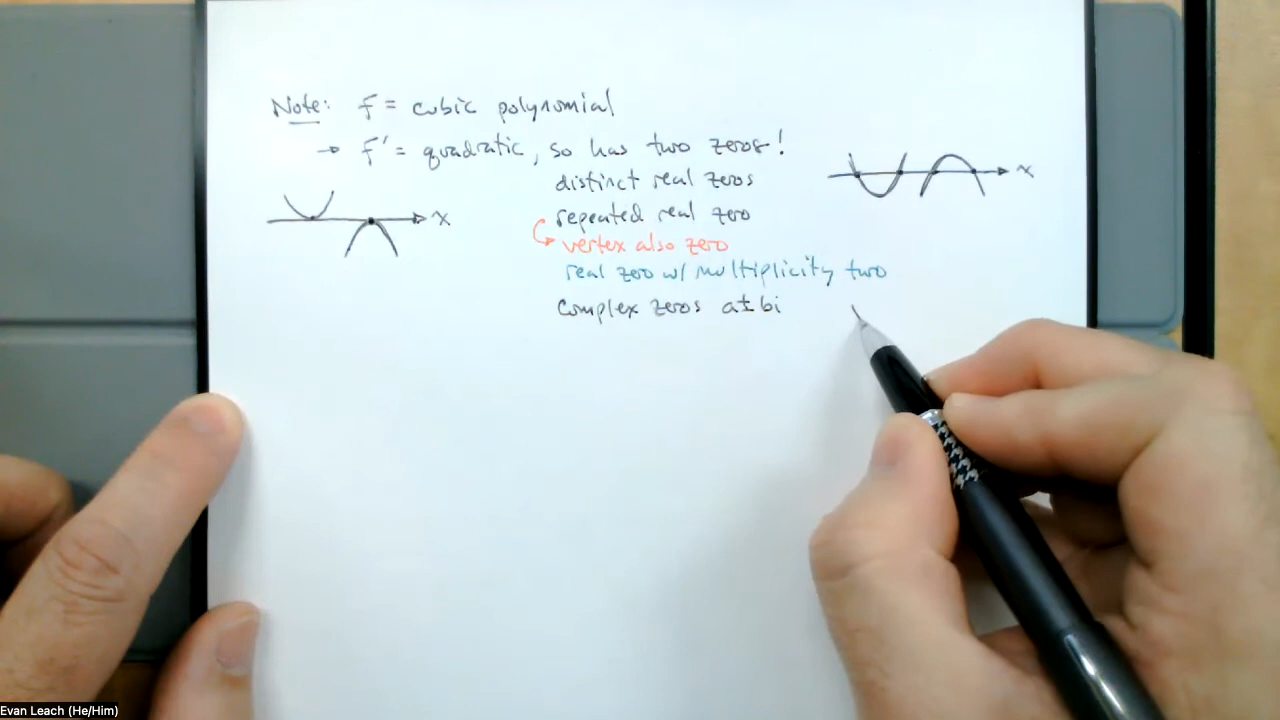 Note: f = cubic polynomial
→ f' = quadratic, so has two zeros!
distinct real zeros
x
repeated real zero
x
vertex also zero
real zero w/ multiplicity two
complex zeros a±bi
Evan Leach (He/Him)